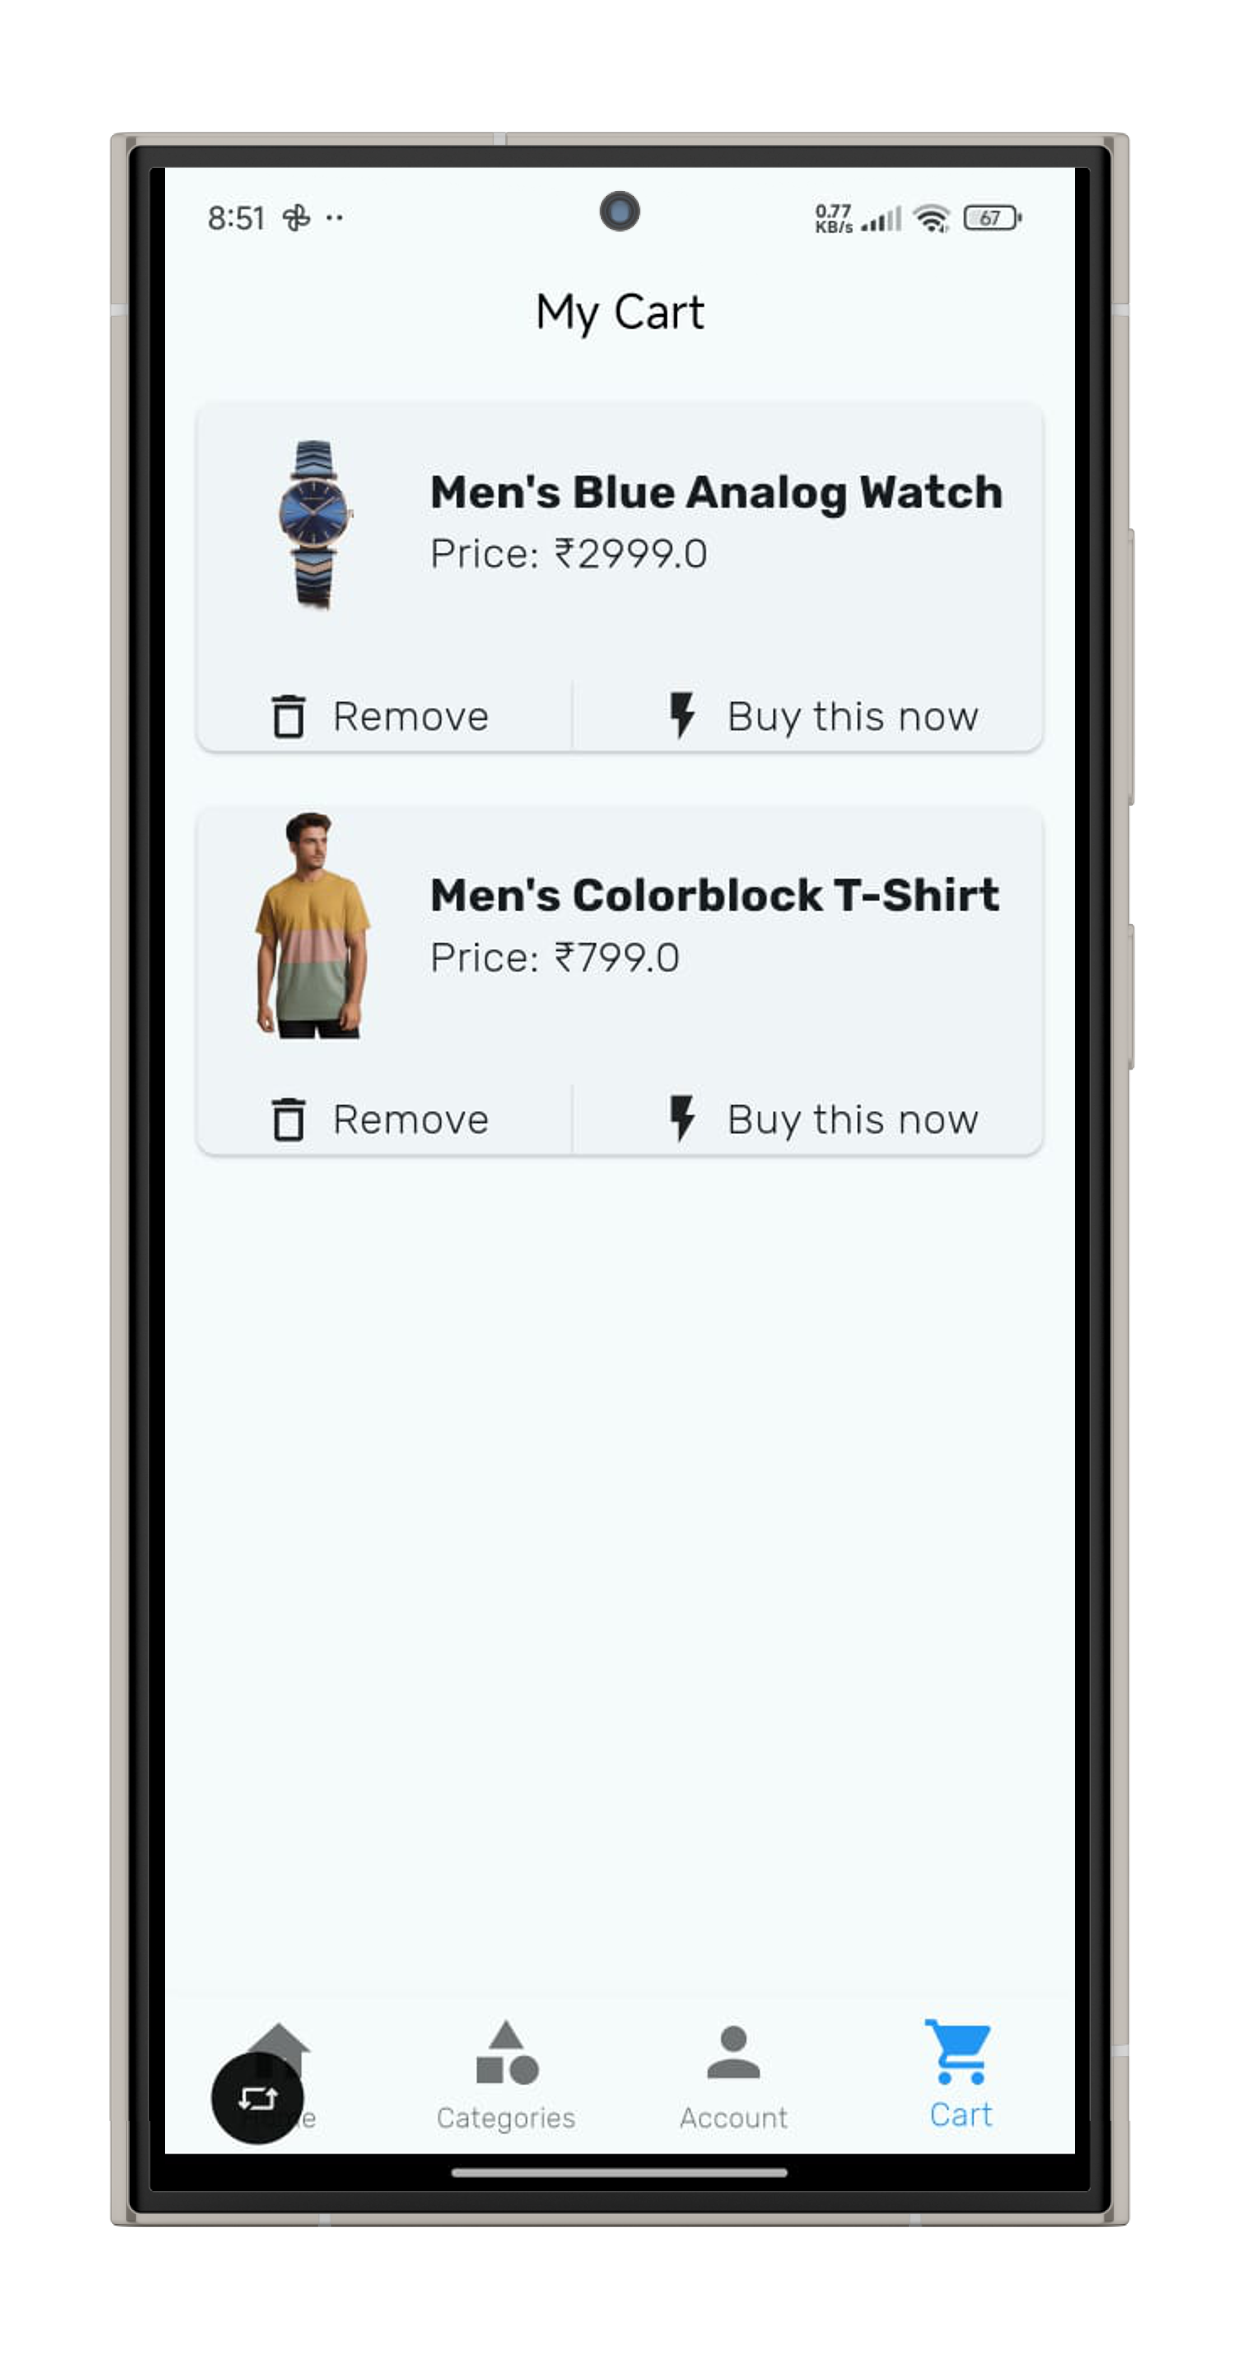 8:51
0.77
KB/s
67
My Cart
Men's Blue Analog Watch
Price: ₹2999.0
Remove
Buy this now
Men's Colorblock T-Shirt
Price: ₹799.0
Remove
Buy this now
Home
Categories
Account
Cart